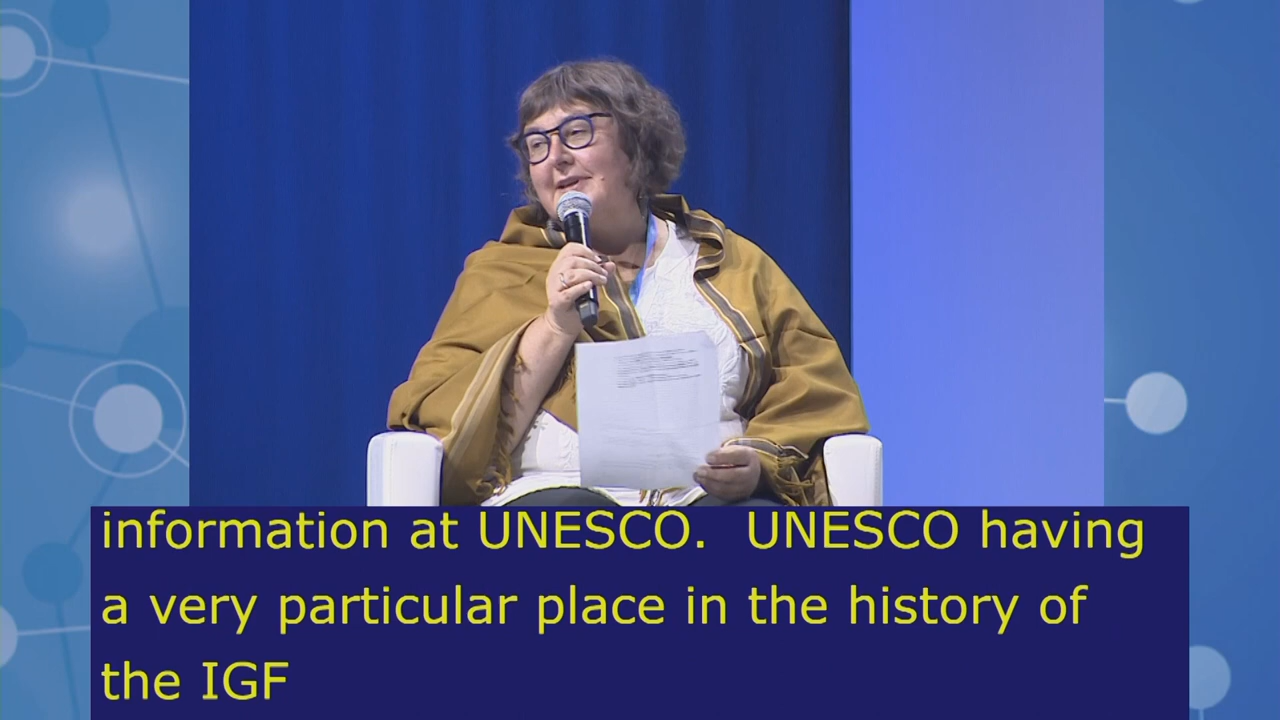 information at UNESCO.  UNESCO having
a very particular place in the history of
the IGF